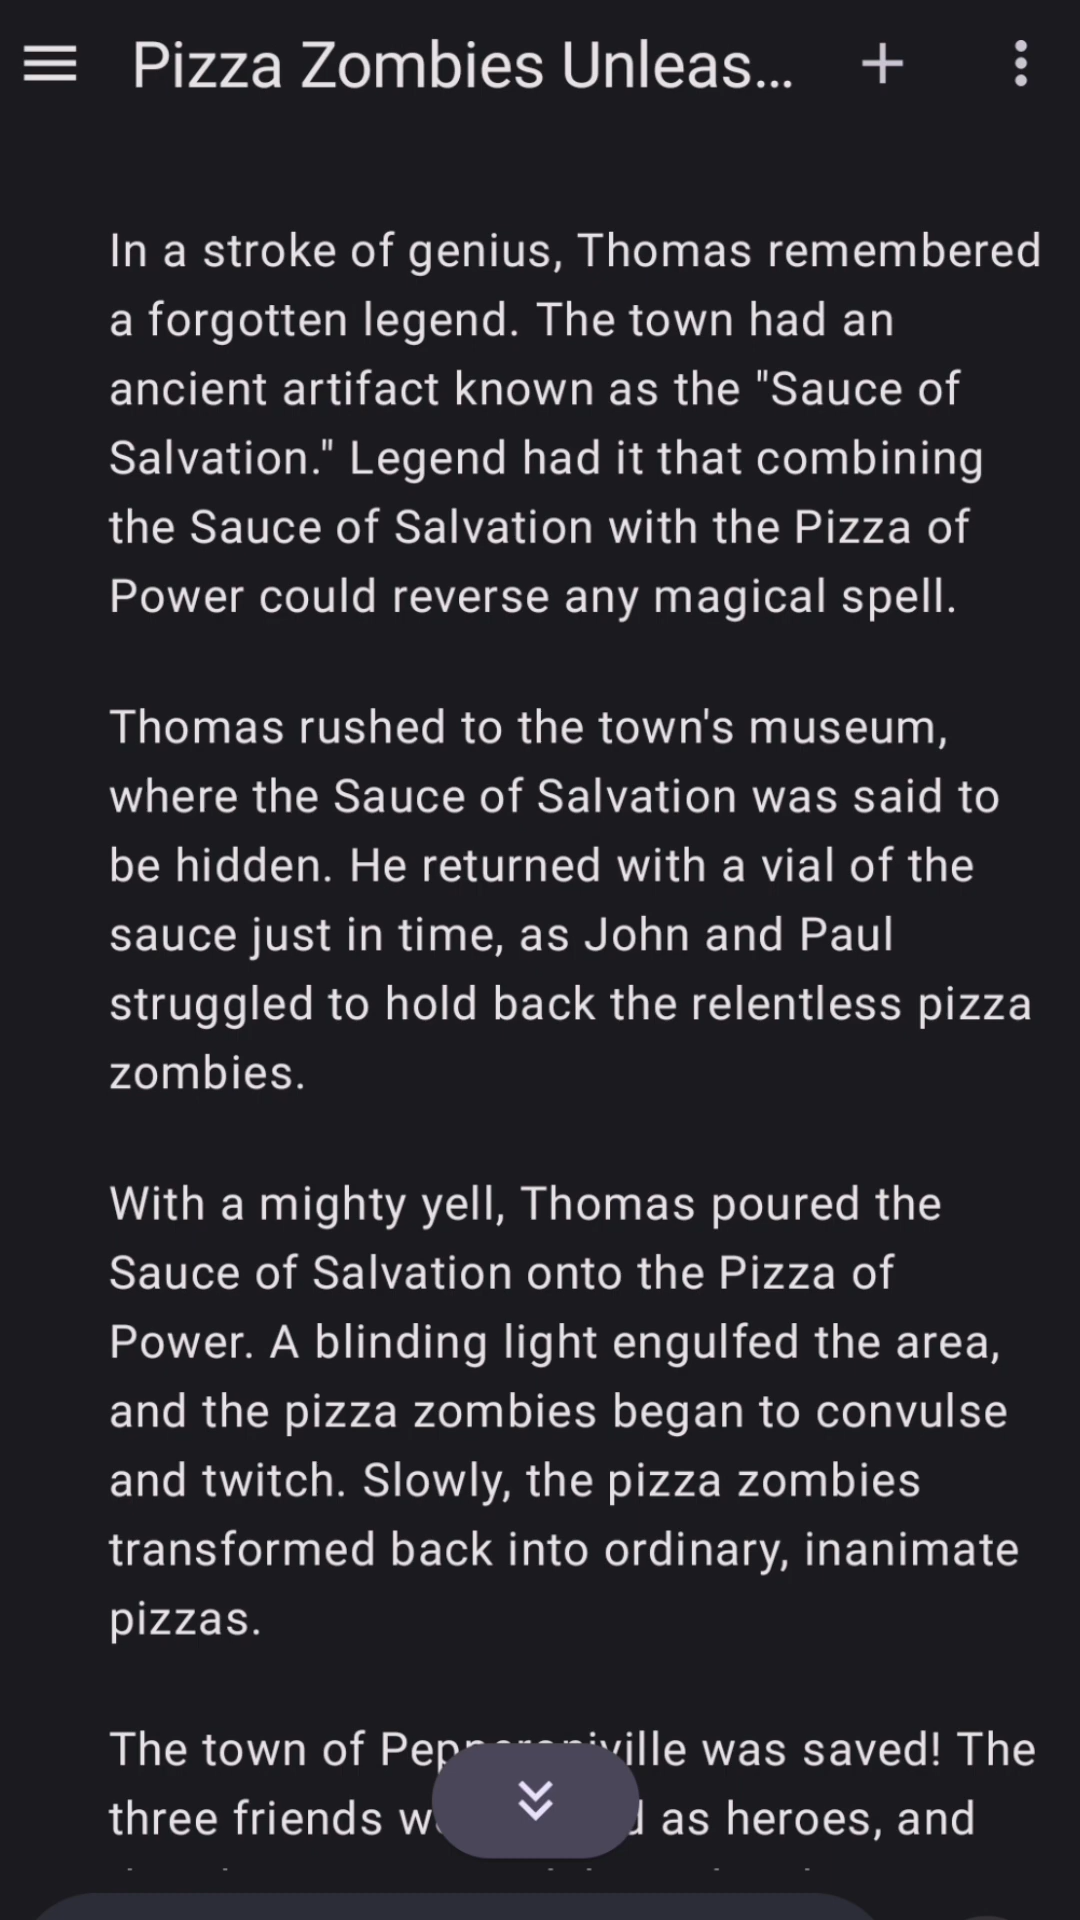 Pizza Zombies Unleas...
In a stroke of genius, Thomas remembered
a forgotten legend. The town had an
ancient artifact known as the "Sauce of
Salvation." Legend had it that combining
the Sauce of Salvation with the Pizza of
Power could reverse any magical spell.
Thomas rushed to the town's museum,
where the Sauce of Salvation was said to
be hidden. He returned with a vial of the
sauce just in time, as John and Paul
struggled to hold back the relentless pizza
zombies.
With a mighty yell, Thomas poured the
Sauce of Salvation onto the Pizza of
Power. A blinding light engulfed the area,
and the pizza zombies began to convulse
and twitch. Slowly, the pizza zombies
transformed back into ordinary, inanimate
pizzas.
The town of Pepperoniville was saved! The
three friends as heroes, and